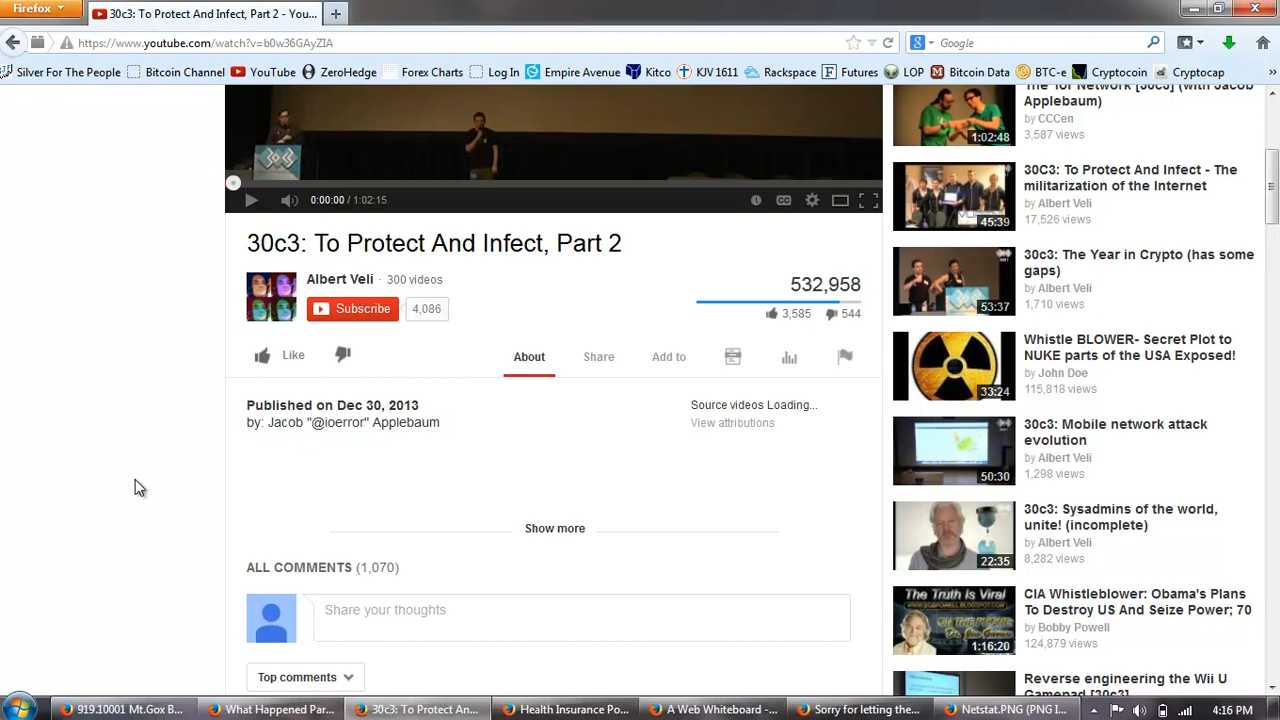 Firefox
30c3: To Protect And Infect, Part 2 - You...
https://www.youtube.com/watch?v=b0w36GAyZIA
Google
Silver For The People
Bitcoin Channel
YouTube
ZeroHedge
Forex Charts
Log In
Empire Avenue
Kitco
KJV 1611
Rackspace
Futures
LOP
Bitcoin Data
BTC-e
Cryptocoin
Cryptocap
»
0:00:00 / 1:02:15
30c3: To Protect And Infect, Part 2
Albert Veli · 300 videos
Subscribe
4,086
532,958
3,585
544
Like
About
Share
Add to
Published on Dec 30, 2013
by: Jacob "@ioerror" Applebaum
Source videos Loading...
View attributions
Show more
ALL COMMENTS (1,070)
Share your thoughts
Top comments
The Tor Network [30c3] (with Jacob
Applebaum)
by CCCen
3,587 views
1:02:48
30C3: To Protect And Infect - The
militarization of the Internet
by Albert Veli
17,526 views
45:39
30c3: The Year in Crypto (has some
gaps)
by Albert Veli
1,710 views
53:37
Whistle BLOWER- Secret Plot to
NUKE parts of the USA Exposed!
by John Doe
115,818 views
33:24
30c3: Mobile network attack
evolution
by Albert Veli
1,298 views
50:30
30c3: Sysadmins of the world,
unite! (incomplete)
by Albert Veli
8,282 views
22:35
The Truth Is Viral
ON THE PHONE
CIA Whistleblower: Obama's Plans
To Destroy US And Seize Power; 70
by Bobby Powell
124,879 views
1:16:20
Reverse engineering the Wii U
Gamepad [30c3]
919.10001 Mt.Gox B...
What Happened Par...
30c3: To Protect An...
Health Insurance Po...
A Web Whiteboard -...
Sorry for letting the...
Netstat.PNG (PNG I...
4:16 PM